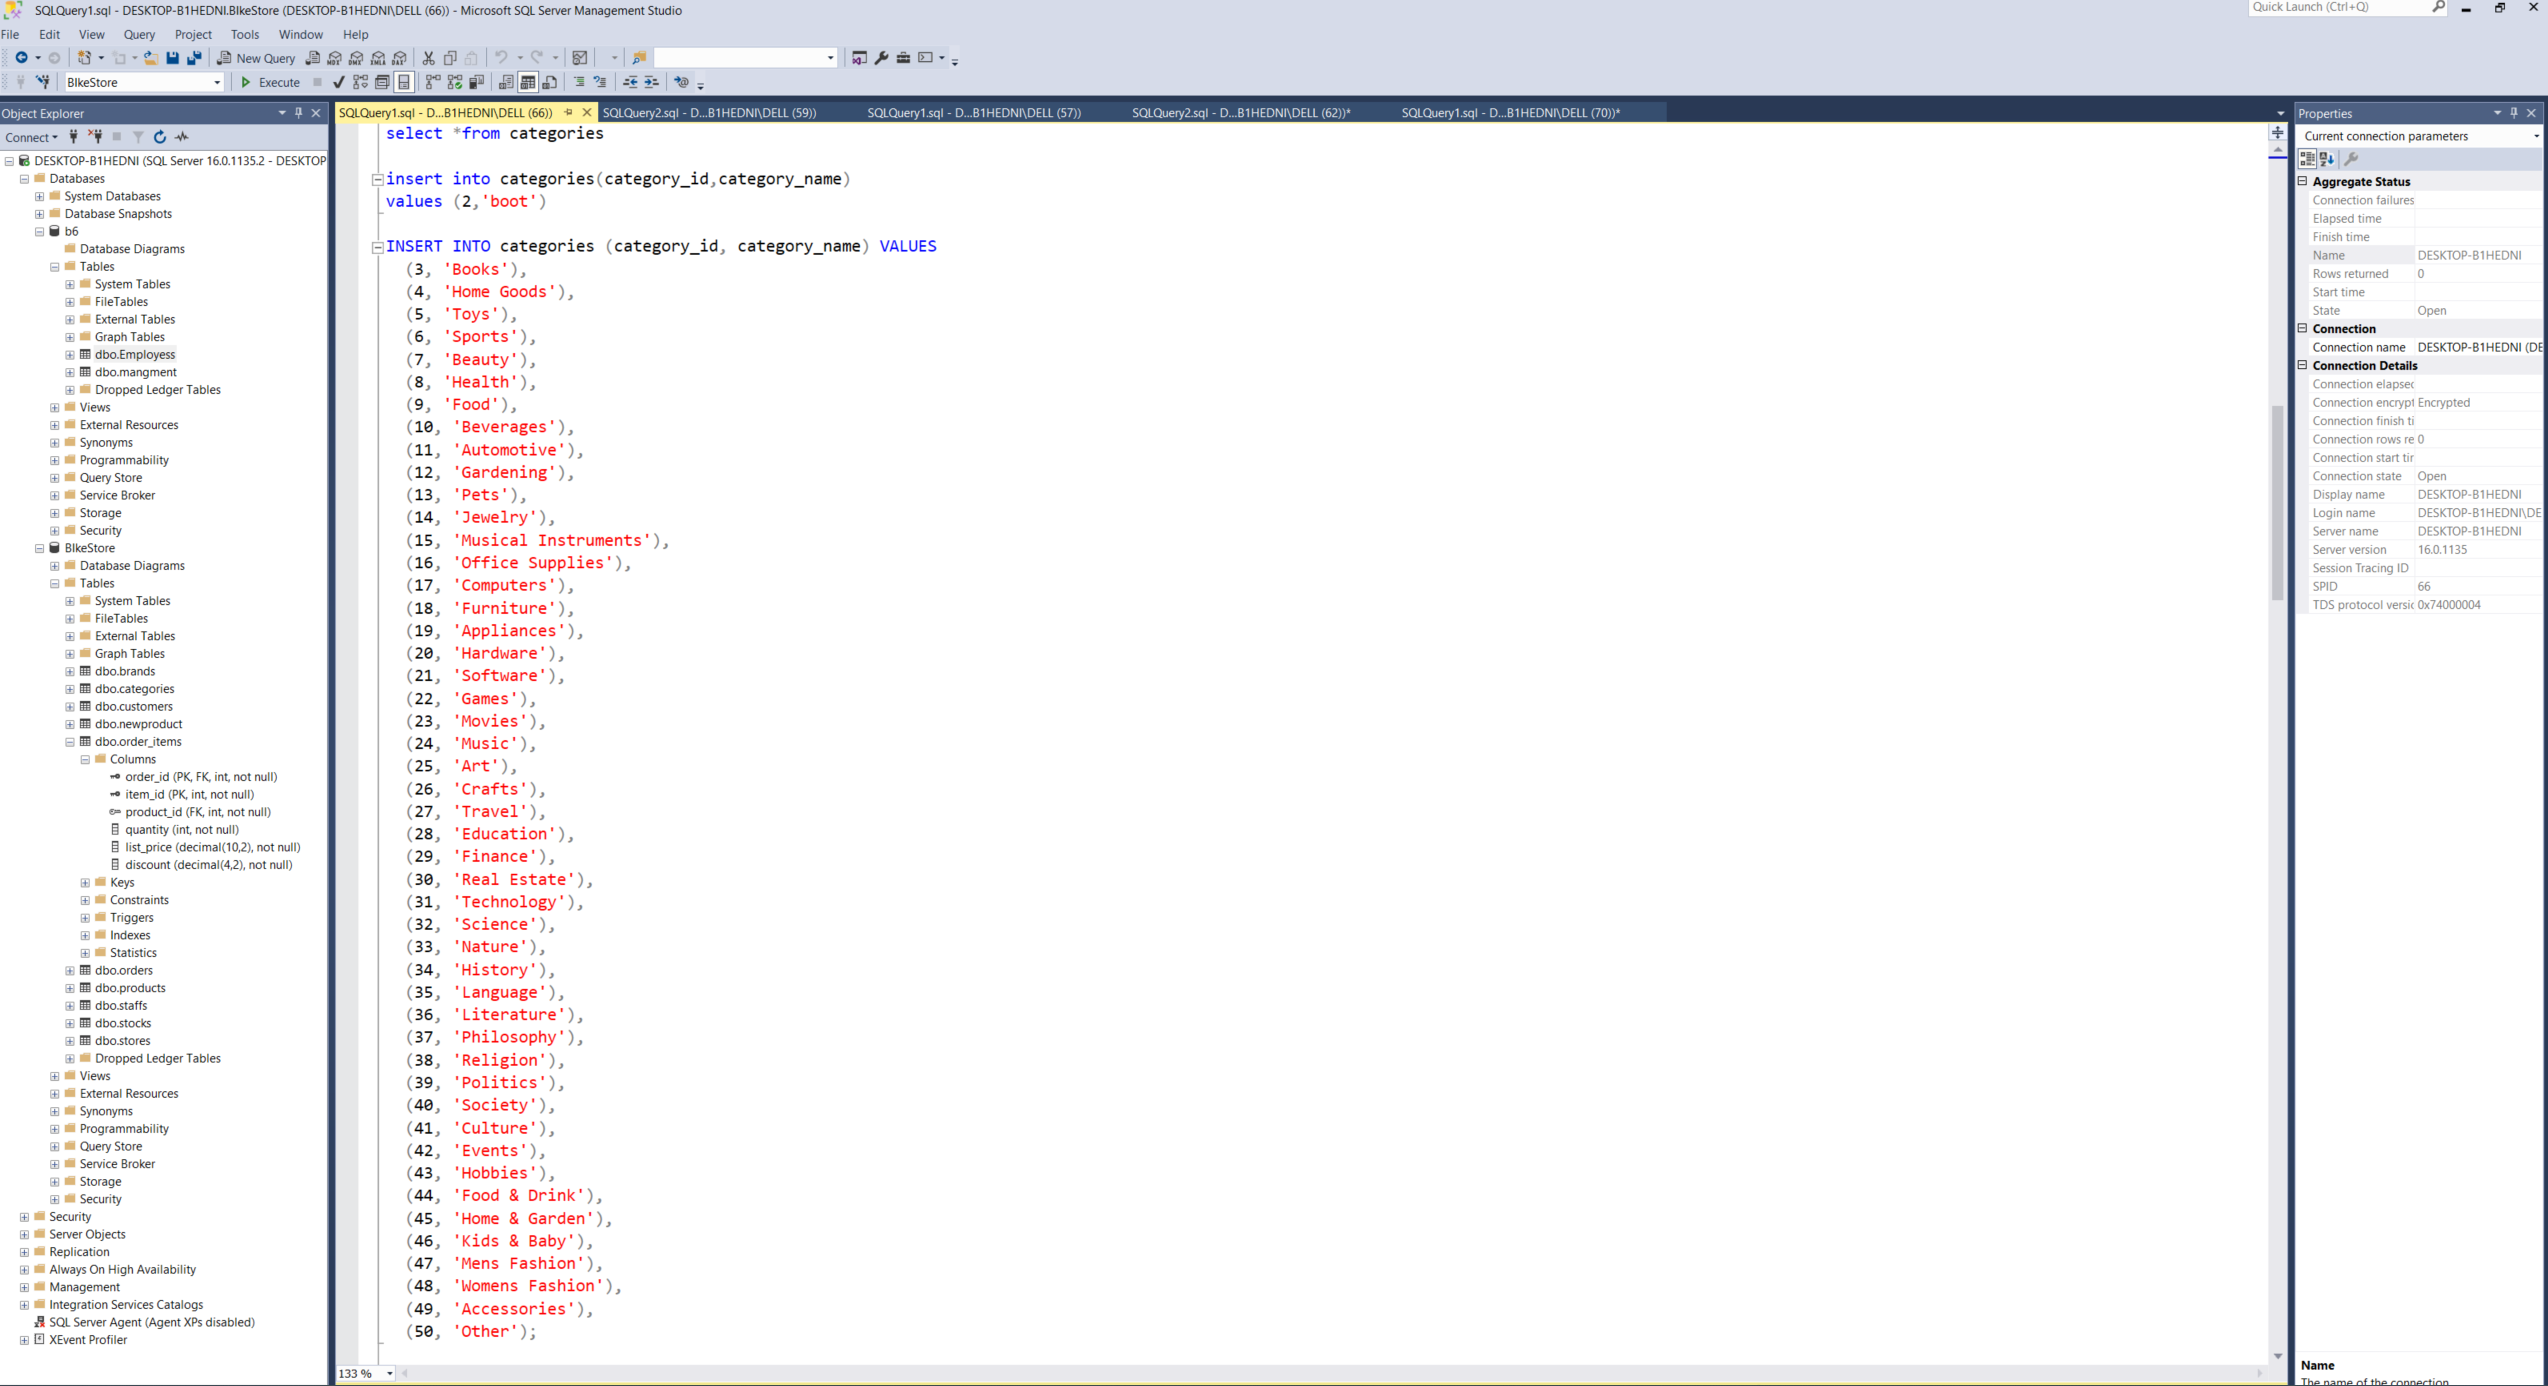 SQLQuery1.sql - DESKTOP-B1HEDNI.BIkeStore (DESKTOP-B1HEDNI\DELL (66)) - Microsoft SQL Server Management Studio
Quick Launch (Ctrl+Q)
File Edit View Query Project Tools Window Help
New Query
BIkeStore
Execute
Object Explorer
Connect
DESKTOP-B1HEDNI (SQL Server 16.0.1135.2 - DESKTOP
Databases
System Databases
Database Snapshots
b6
Database Diagrams
Tables
System Tables
FileTables
External Tables
Graph Tables
dbo.Employess
dbo.mangment
Dropped Ledger Tables
Views
External Resources
Synonyms
Programmability
Query Store
Service Broker
Storage
Security
BIkeStore
Database Diagrams
Tables
System Tables
FileTables
External Tables
Graph Tables
dbo.brands
dbo.categories
dbo.customers
dbo.newproduct
dbo.order_items
Columns
order_id (PK, FK, int, not null)
item_id (PK, int, not null)
product_id (FK, int, not null)
quantity (int, not null)
list_price (decimal(10,2), not null)
discount (decimal(4,2), not null)
Keys
Constraints
Triggers
Indexes
Statistics
dbo.orders
dbo.products
dbo.staffs
dbo.stocks
dbo.stores
Dropped Ledger Tables
Views
External Resources
Synonyms
Programmability
Query Store
Service Broker
Storage
Security
Security
Server Objects
Replication
Always On High Availability
Management
Integration Services Catalogs
SQL Server Agent (Agent XPs disabled)
XEvent Profiler
SQLQuery1.sql - D...B1HEDNI\DELL (66))
SQLQuery2.sql - D...B1HEDNI\DELL (59))
SQLQuery1.sql - D...B1HEDNI\DELL (57))
SQLQuery2.sql - D...B1HEDNI\DELL (62))*
SQLQuery1.sql - D...B1HEDNI\DELL (70))*
select *from categories
insert into categories(category_id,category_name)
values (2,'boot')
INSERT INTO categories (category_id, category_name) VALUES
(3, 'Books'),
(4, 'Home Goods'),
(5, 'Toys'),
(6, 'Sports'),
(7, 'Beauty'),
(8, 'Health'),
(9, 'Food'),
(10, 'Beverages'),
(11, 'Automotive'),
(12, 'Gardening'),
(13, 'Pets'),
(14, 'Jewelry'),
(15, 'Musical Instruments'),
(16, 'Office Supplies'),
(17, 'Computers'),
(18, 'Furniture'),
(19, 'Appliances'),
(20, 'Hardware'),
(21, 'Software'),
(22, 'Games'),
(23, 'Movies'),
(24, 'Music'),
(25, 'Art'),
(26, 'Crafts'),
(27, 'Travel'),
(28, 'Education'),
(29, 'Finance'),
(30, 'Real Estate'),
(31, 'Technology'),
(32, 'Science'),
(33, 'Nature'),
(34, 'History'),
(35, 'Language'),
(36, 'Literature'),
(37, 'Philosophy'),
(38, 'Religion'),
(39, 'Politics'),
(40, 'Society'),
(41, 'Culture'),
(42, 'Events'),
(43, 'Hobbies'),
(44, 'Food & Drink'),
(45, 'Home & Garden'),
(46, 'Kids & Baby'),
(47, 'Mens Fashion'),
(48, 'Womens Fashion'),
(49, 'Accessories'),
(50, 'Other');
133 %
Properties
Current connection parameters
Aggregate Status
Connection failures
Elapsed time
Finish time
Name DESKTOP-B1HEDNI
Rows returned 0
Start time
State Open
Connection
Connection name DESKTOP-B1HEDNI (DE
Connection Details
Connection elapsec
Connection encrypt Encrypted
Connection finish ti
Connection rows re 0
Connection start tir
Connection state Open
Display name DESKTOP-B1HEDNI
Login name DESKTOP-B1HEDNI\DE
Server name DESKTOP-B1HEDNI
Server version 16.0.1135
Session Tracing ID
SPID 66
TDS protocol versic 0x74000004
Name
The name of the connection